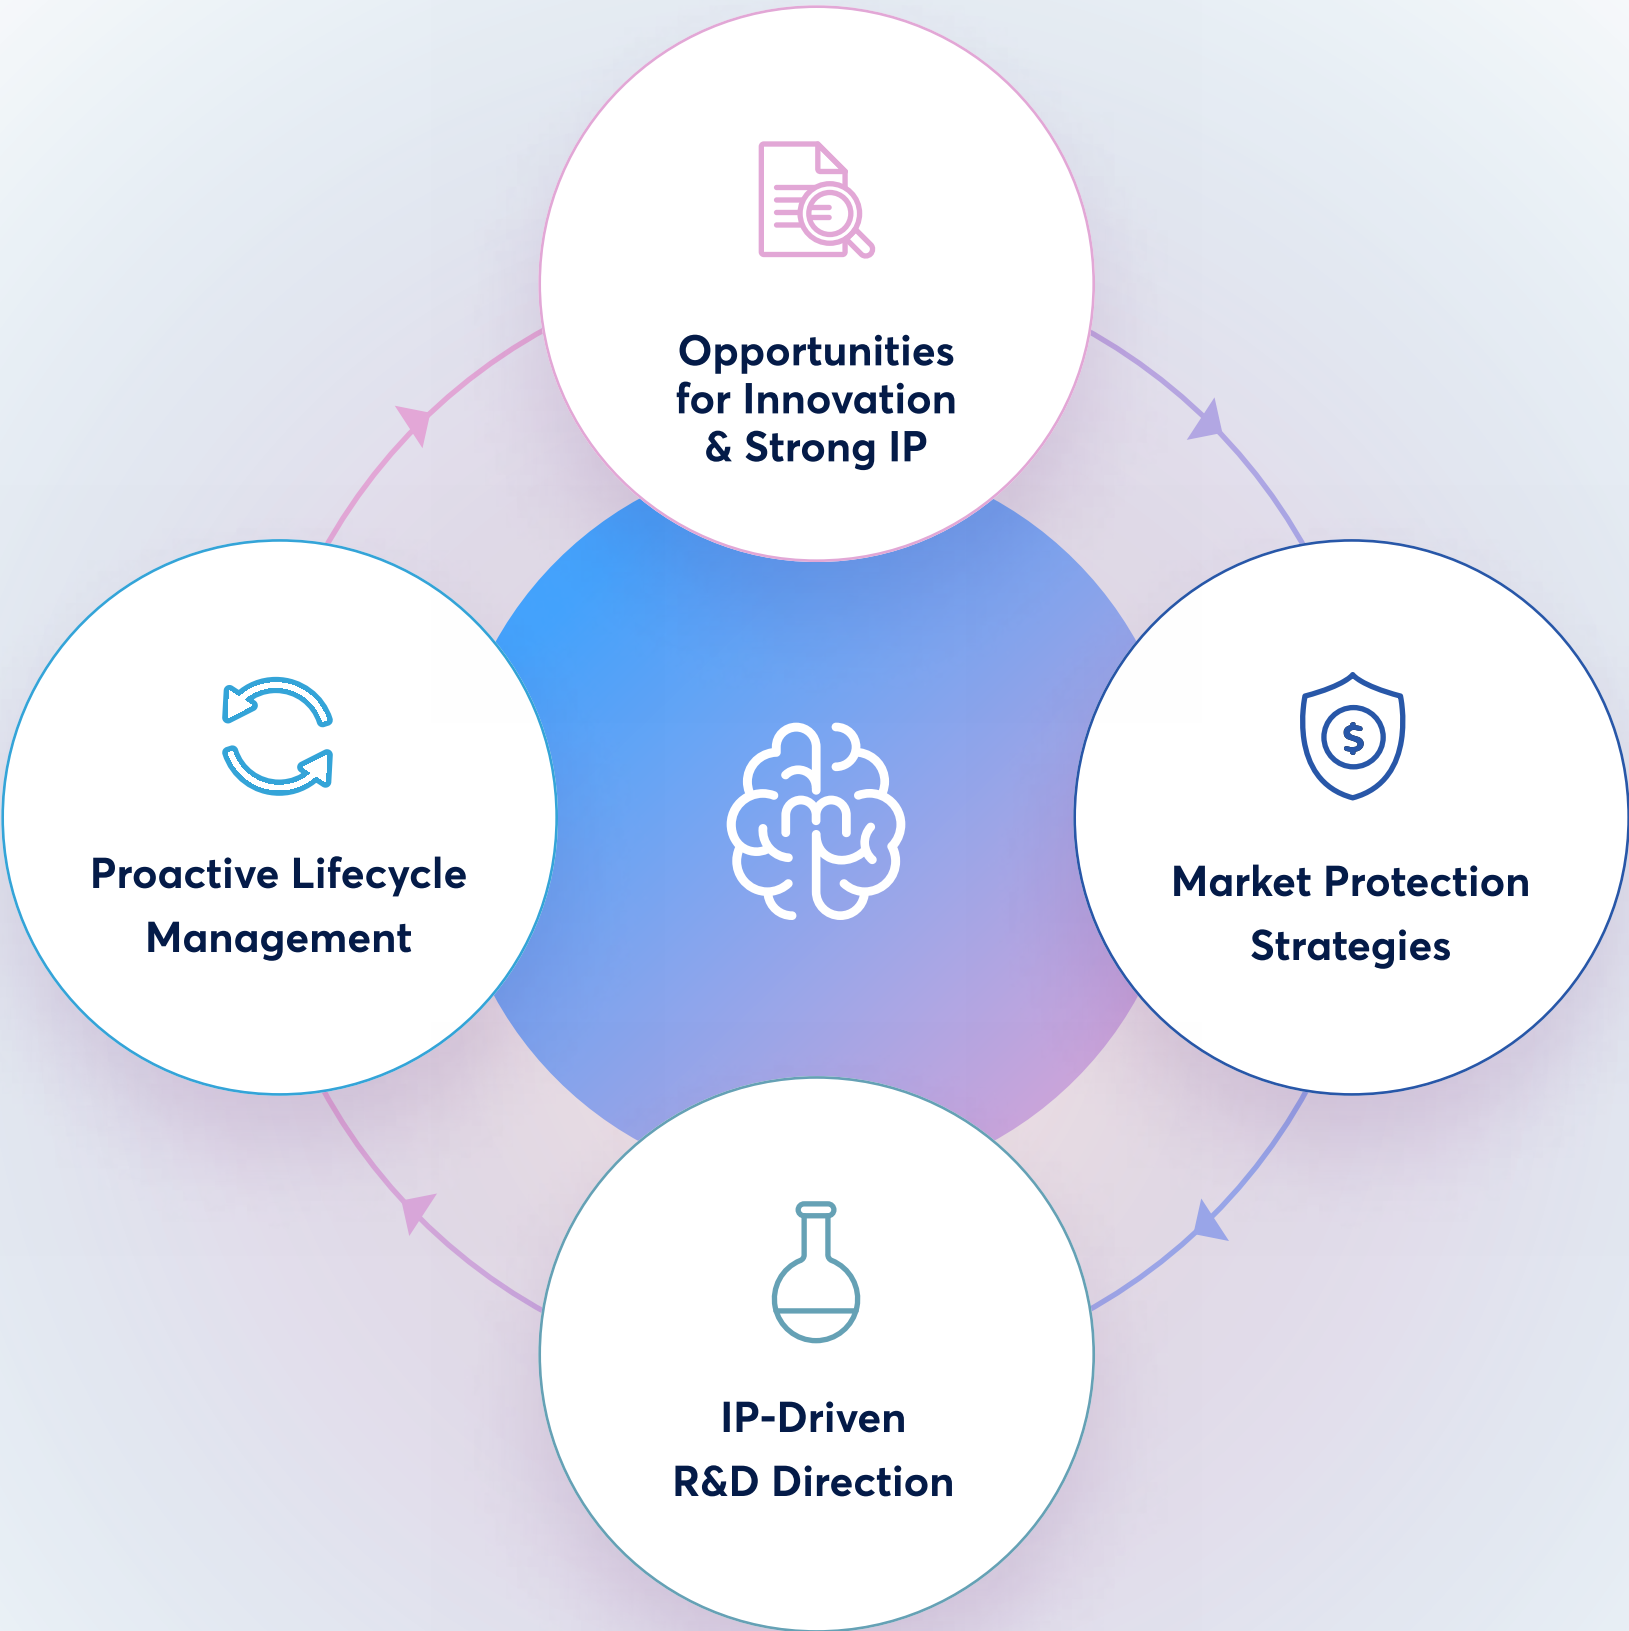 Opportunities
for Innovation
& Strong IP
Proactive Lifecycle
Management
$
Market Protection
Strategies
IP-Driven
R&D Direction